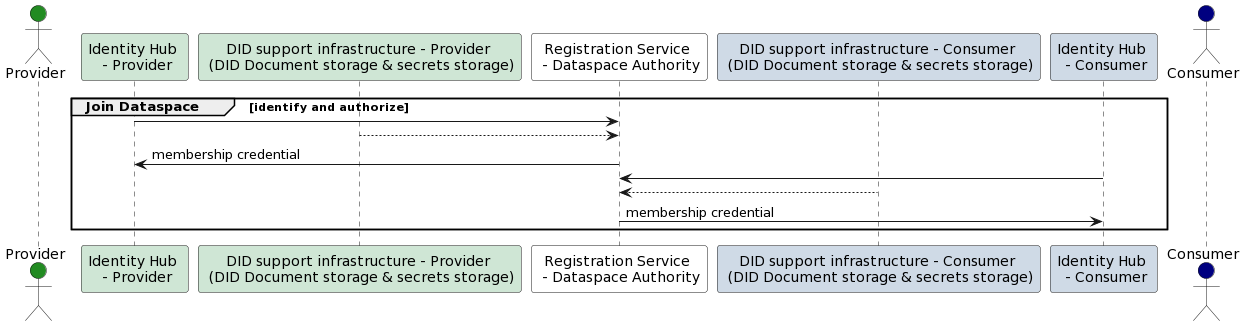 Provider
Identity Hub
- Provider
DID support infrastructure - Provider
(DID Document storage & secrets storage)
Registration Service
- Dataspace Authority
DID support infrastructure - Consumer
(DID Document storage & secrets storage)
Identity Hub
- Consumer
Consumer
Join Dataspace [identify and authorize]
membership credential
membership credential
Provider
Identity Hub
- Provider
DID support infrastructure - Provider
(DID Document storage & secrets storage)
Registration Service
- Dataspace Authority
DID support infrastructure - Consumer
(DID Document storage & secrets storage)
Identity Hub
- Consumer
Consumer